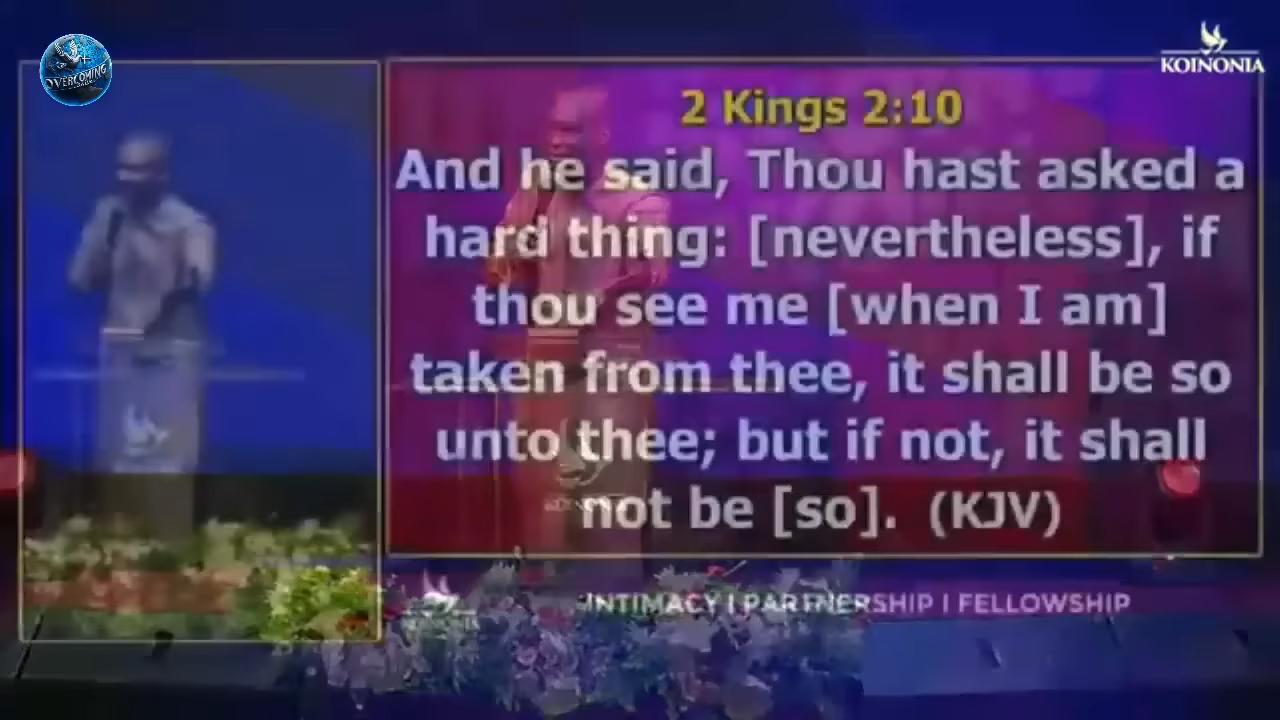 OVERCOMING
KOINONIA
2 Kings 2:10
And he said, Thou hast asked a
hard thing: [nevertheless], if
thou see me [when I am]
taken from thee, it shall be so
unto thee; but if not, it shall
not be [so]. (KJV)
KOINONIA
INTIMACY | PARTNERSHIP | FELLOWSHIP